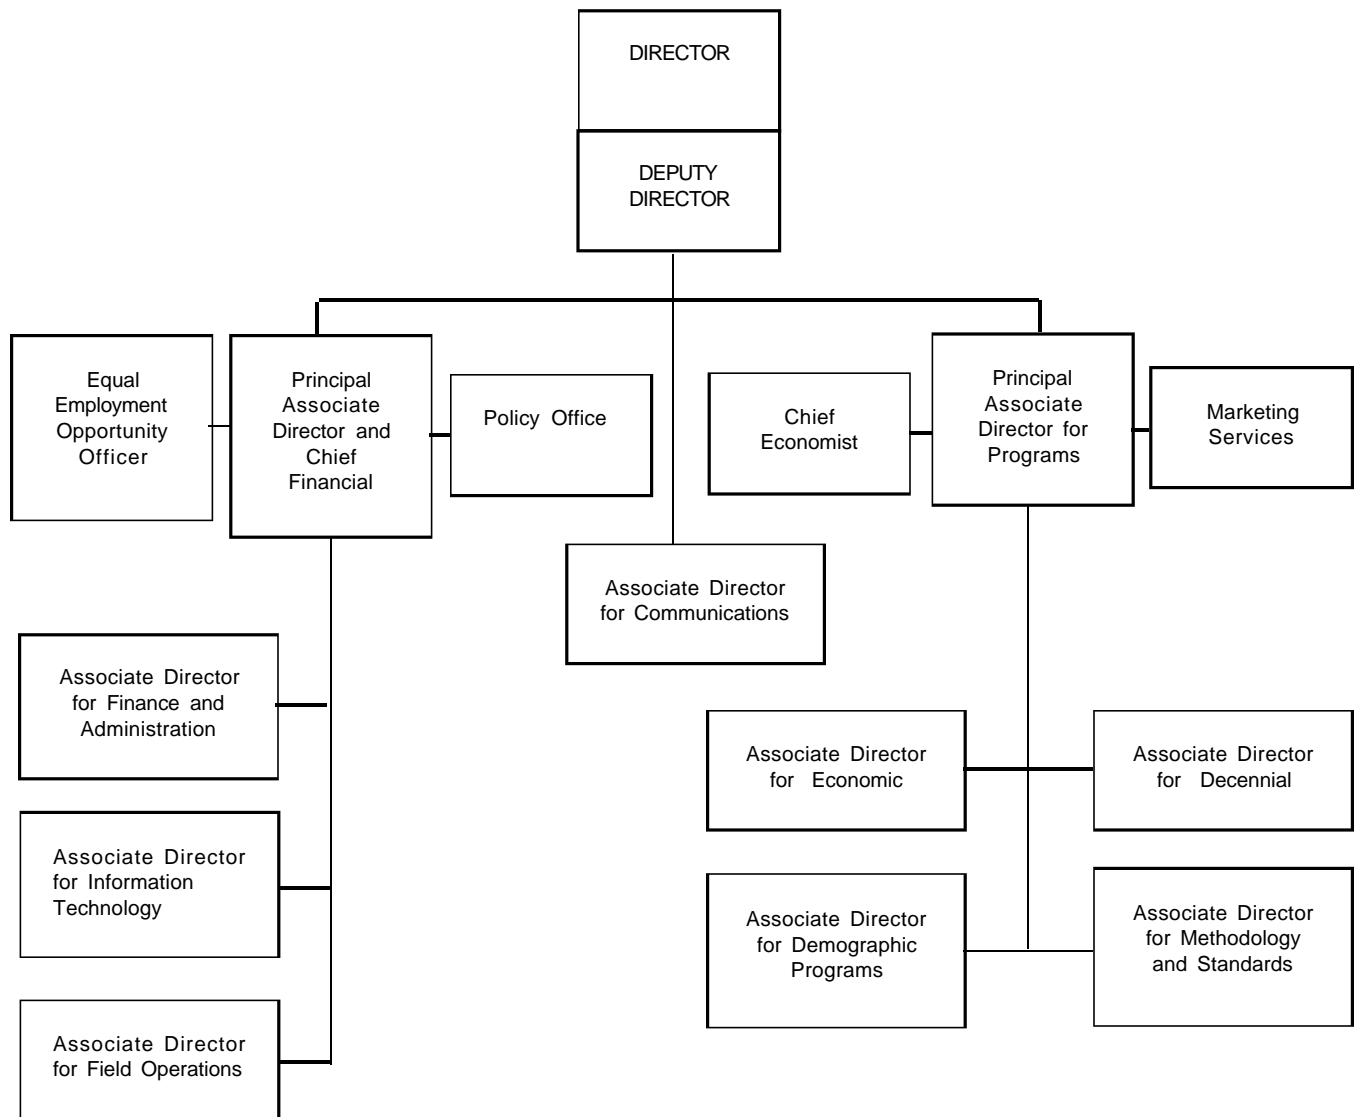 DIRECTOR
DEPUTY
DIRECTOR
Equal
Employment
Opportunity
Officer
Principal
Associate
Director and
Chief
Financial
Policy Office
Chief
Economist
Principal
Associate
Director for
Programs
Marketing
Services
Associate Director
for Communications
Associate Director
for Finance and
Administration
Associate Director
for Information
Technology
Associate Director
for Field Operations
Associate Director
for Economic
Associate Director
for Decennial
Associate Director
for Demographic
Programs
Associate Director
for Methodology
and Standards